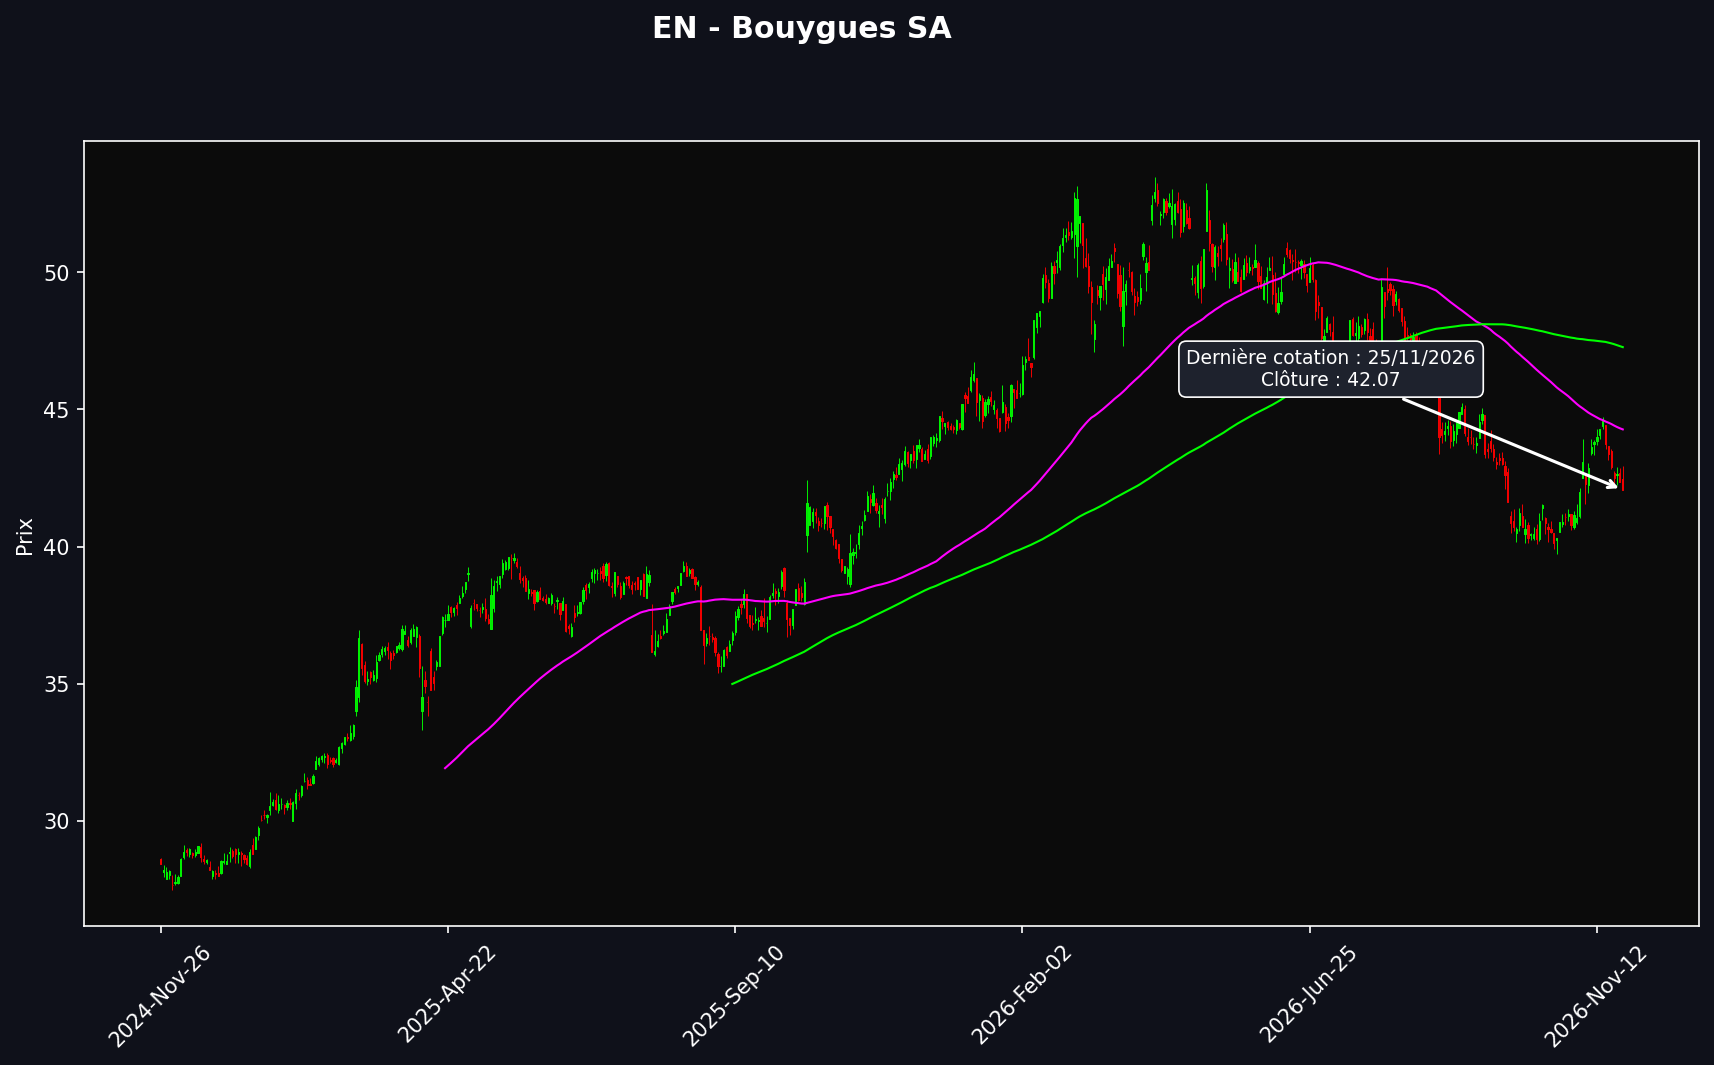 EN - Bouygues SA
Prix
50
45
40
35
30
Dernière cotation : 25/11/2026
Clôture : 42.07
2024-Nov-26
2025-Apr-22
2025-Sep-10
2026-Feb-02
2026-Jun-25
2026-Nov-12